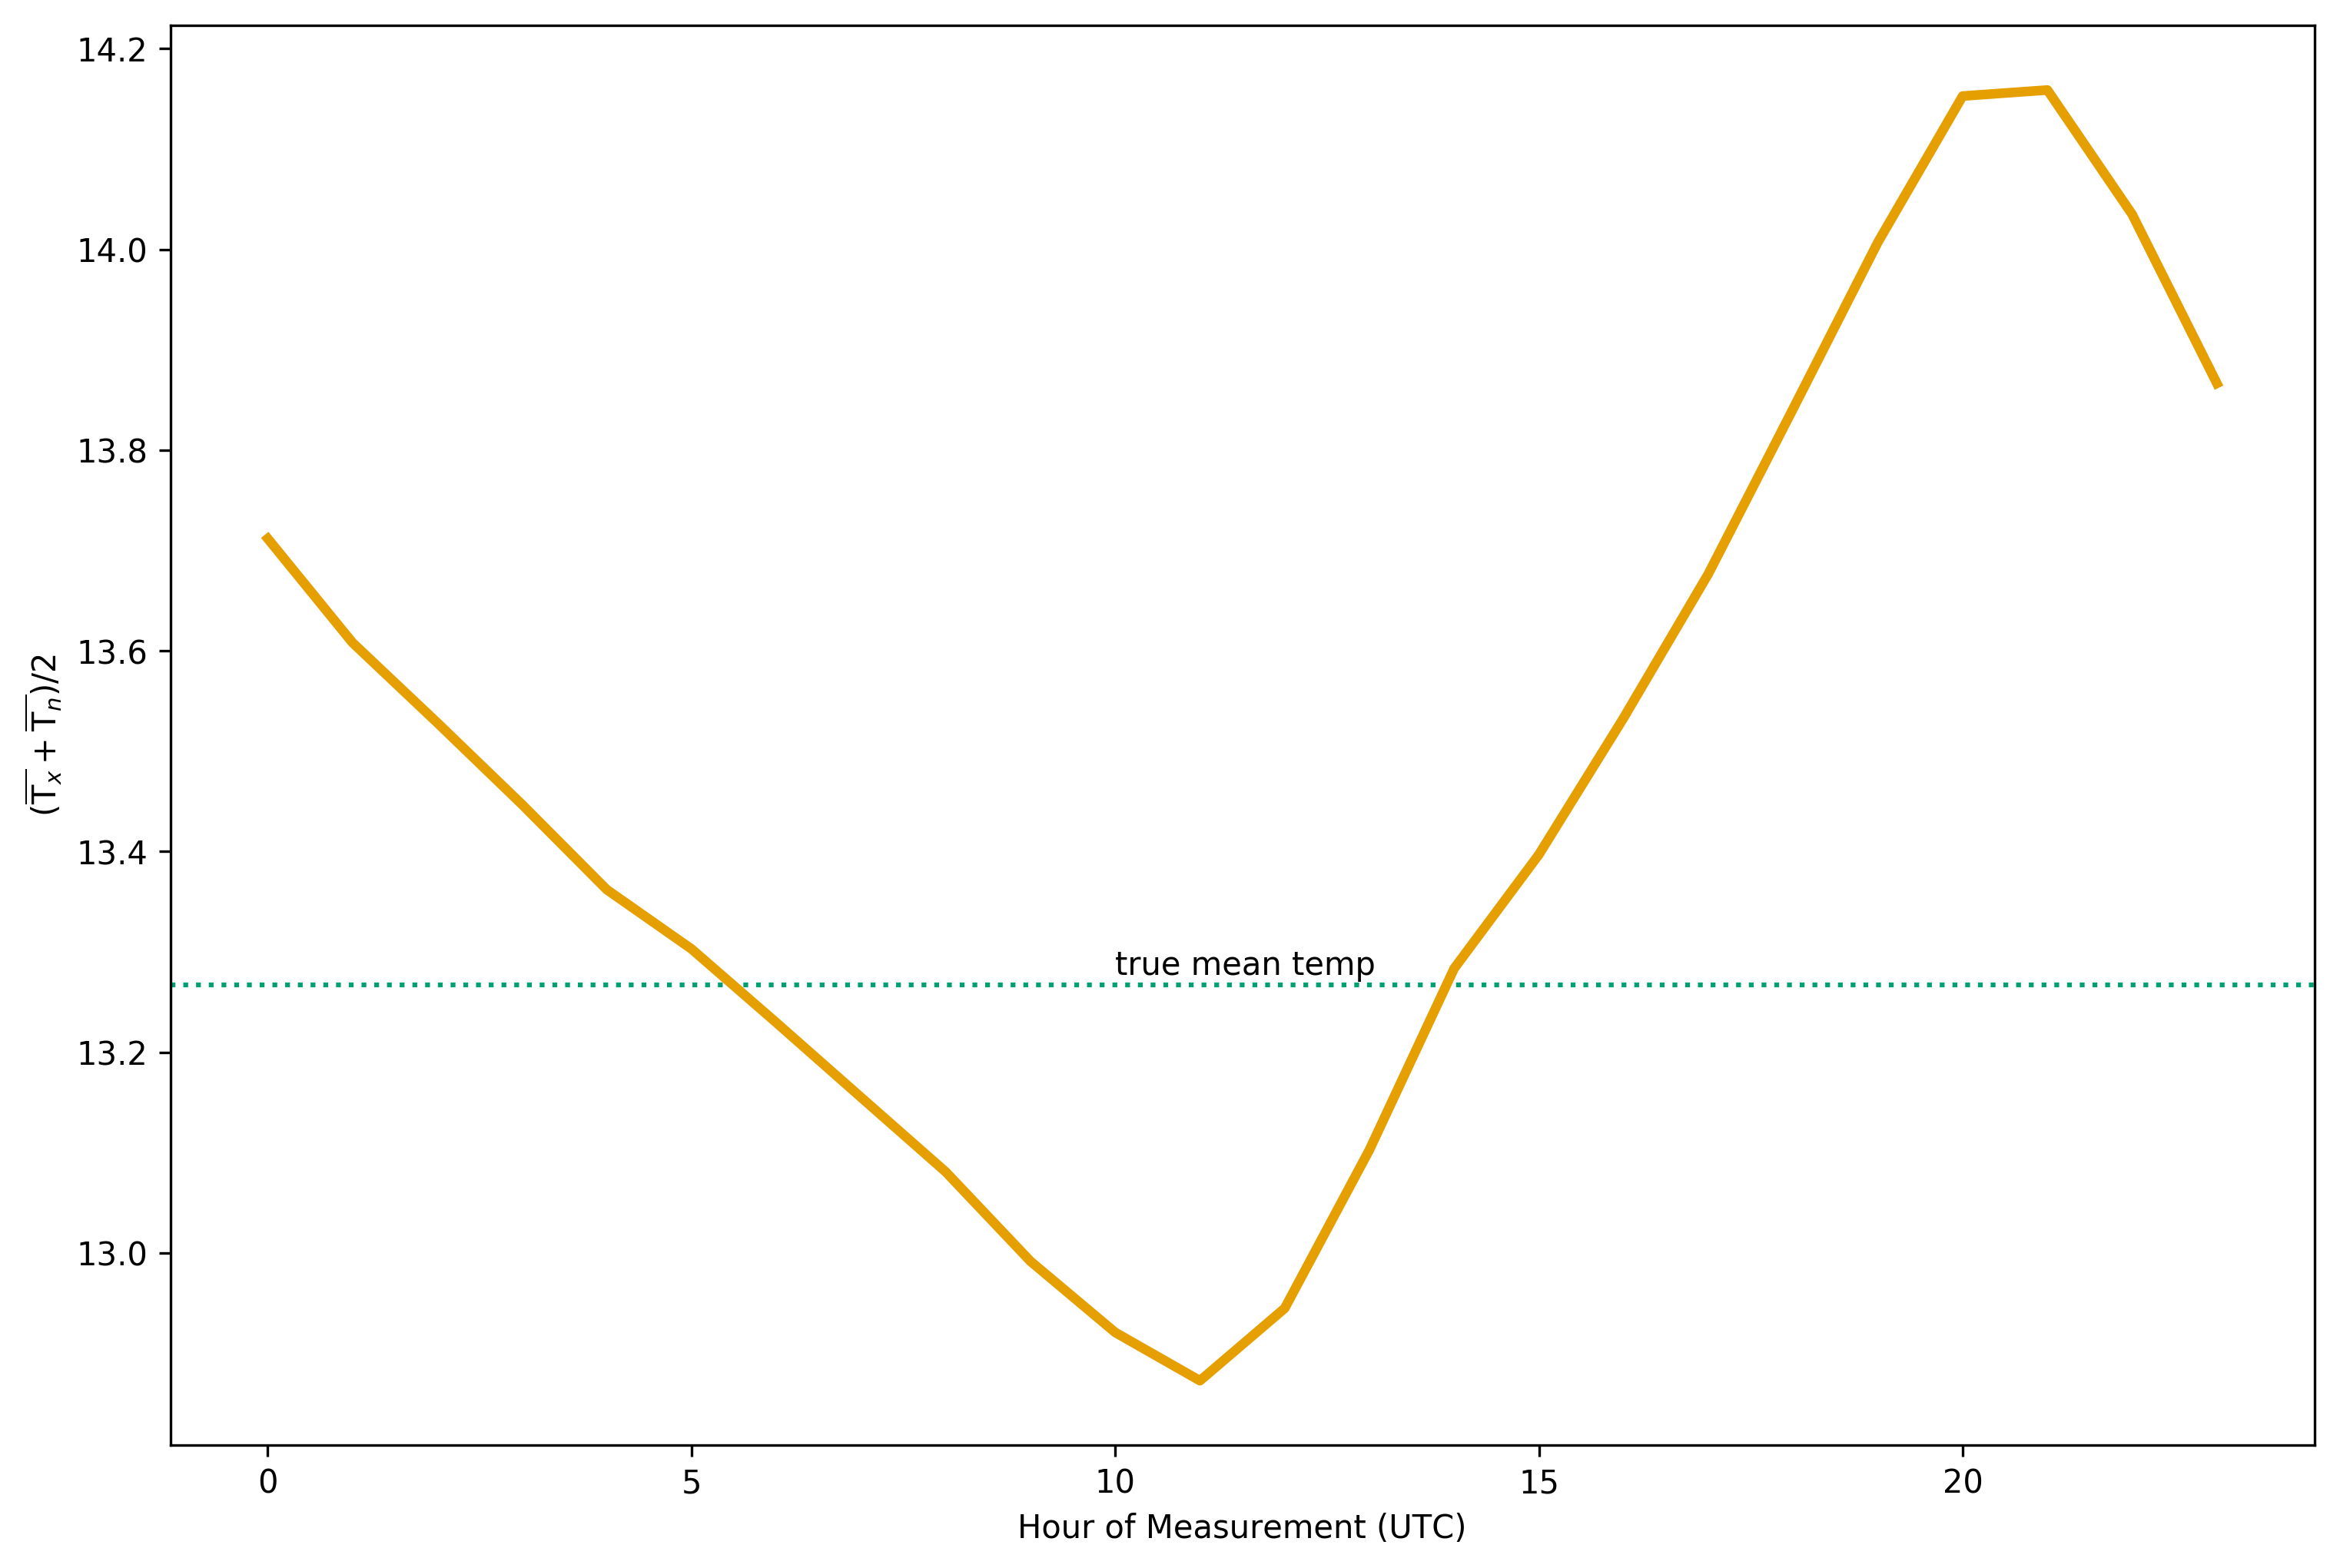 14.2
14.0
13.8
13.6
13.4
13.2
13.0
(T̅ₓ + T̅ₙ)/2
true mean temp
0 5 10 15 20
Hour of Measurement (UTC)